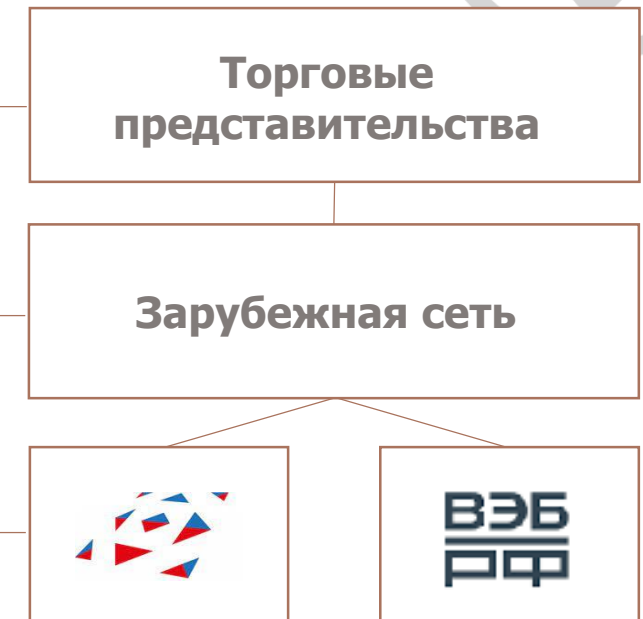 Торговые
представительства
Зарубежная сеть
ВЭБ
РФ